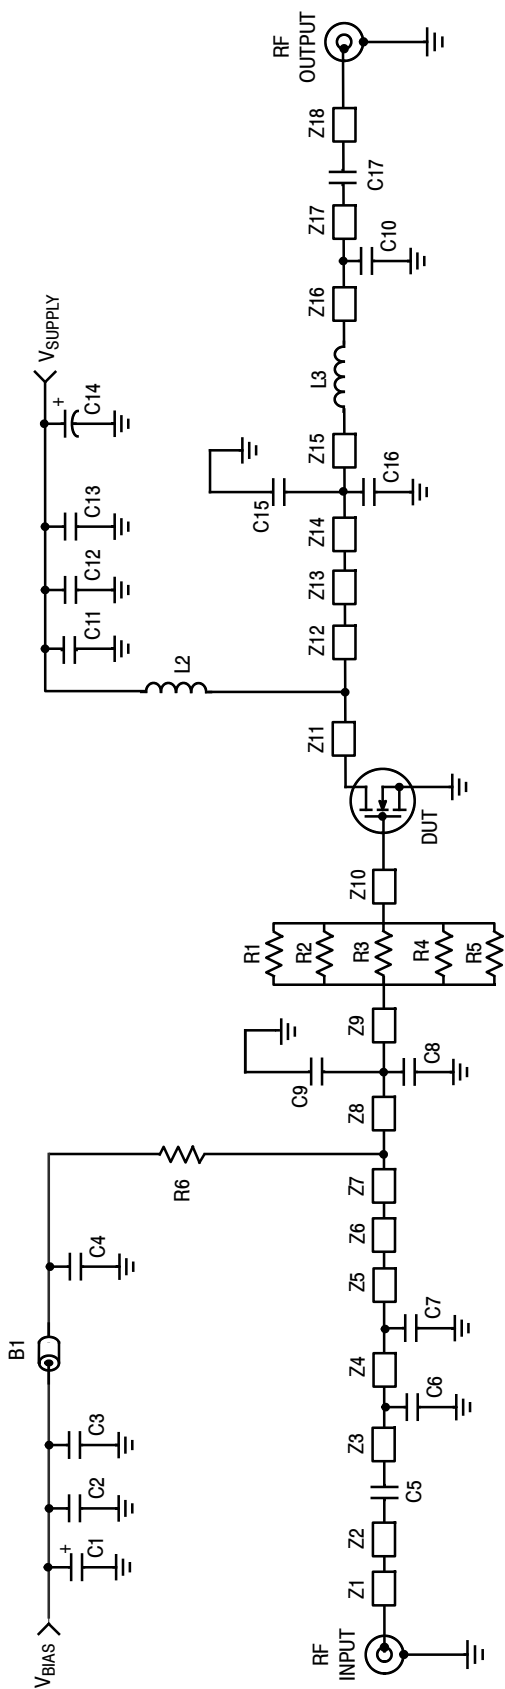 V_BIAS
C1
+
C2
C3
B1
C4
R6
RF
INPUT
Z1
Z2
C5
Z3
C6
Z4
C7
Z5
Z6
Z7
Z8
C9
C8
Z9
R1
R2
R3
R4
R5
Z10
DUT
Z11
L2
C11
C12
C13
+
C14
V_SUPPLY
Z12
Z13
Z14
C15
C16
Z15
L3
Z16
C10
Z17
C17
Z18
RF
OUTPUT